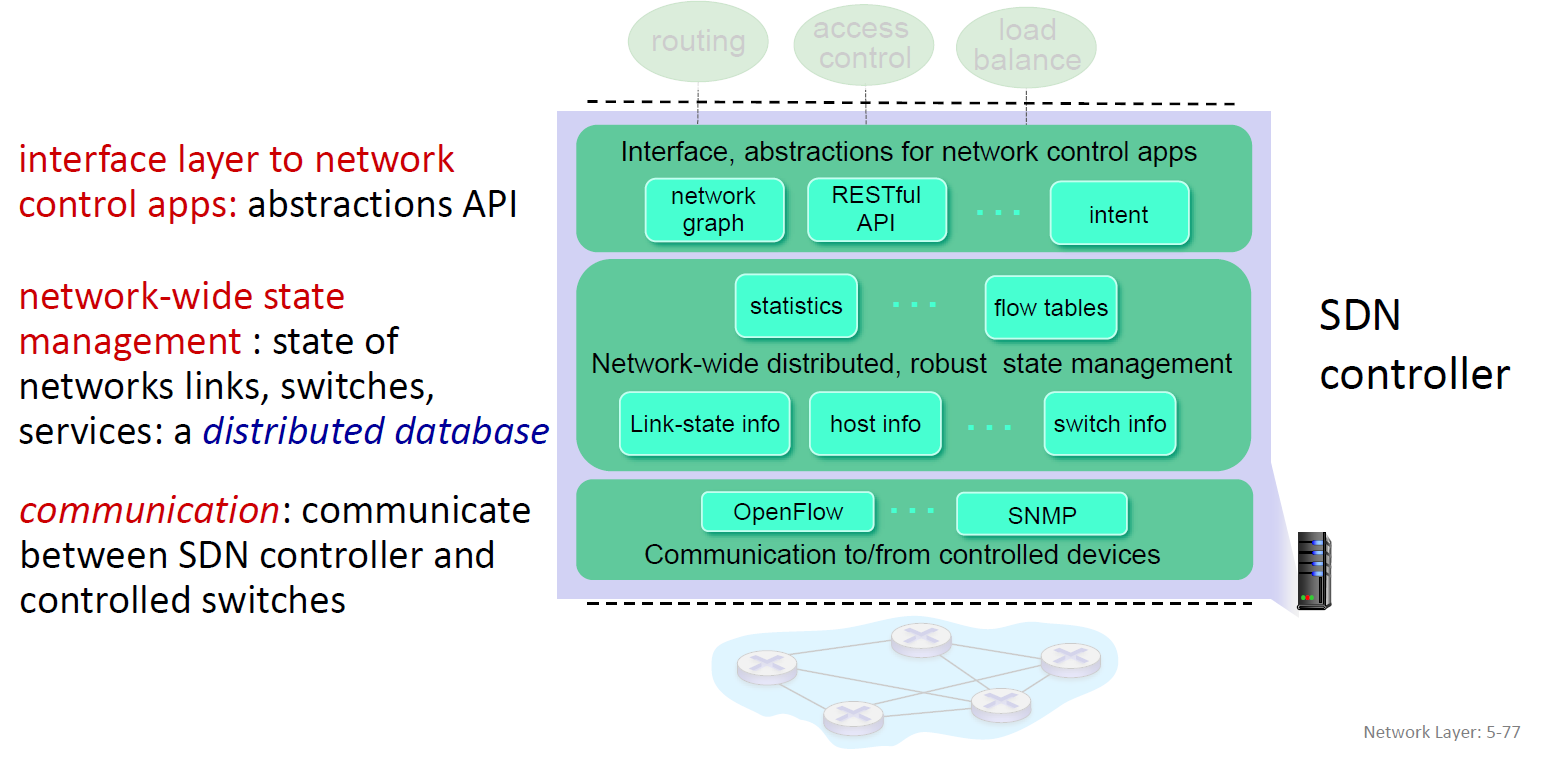 routing
access
control
load
balance
interface layer to network
control apps: abstractions API
network-wide state
management : state of
networks links, switches,
services: a distributed database
communication: communicate
between SDN controller and
controlled switches
Interface, abstractions for network control apps
network
graph
RESTful
API
. . .
intent
statistics
. . .
flow tables
Network-wide distributed, robust state management
Link-state info
host info
. . .
switch info
OpenFlow
. . .
SNMP
Communication to/from controlled devices
SDN
controller
Network Layer: 5-77